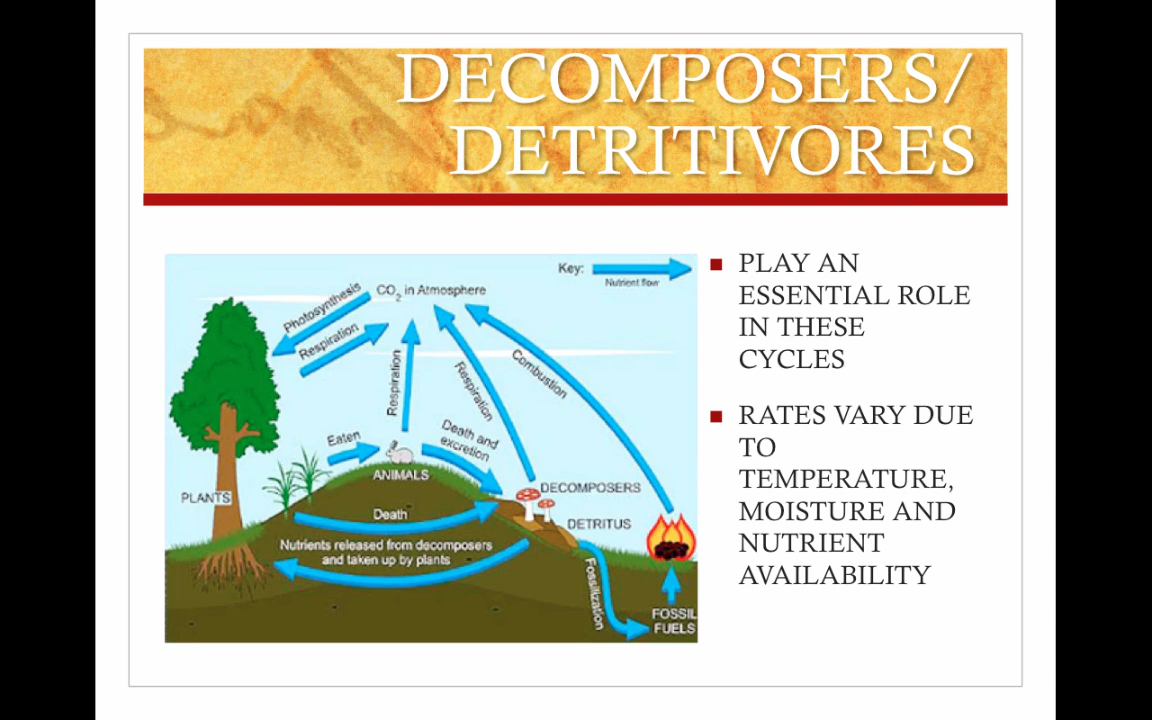 DECOMPOSERS/
DETRITIVORES
Key:
Nutrient flow
CO2 in Atmosphere
Photosynthesis
Respiration
Respiration
Respiration
Combustion
Eaten
Death and
excretion
ANIMALS
PLANTS
DECOMPOSERS
DETRITUS
Death
Nutrients released from decomposers
and taken up by plants
Fossilization
FOSSIL
FUELS
PLAY AN
ESSENTIAL ROLE
IN THESE
CYCLES
RATES VARY DUE
TO
TEMPERATURE,
MOISTURE AND
NUTRIENT
AVAILABILITY